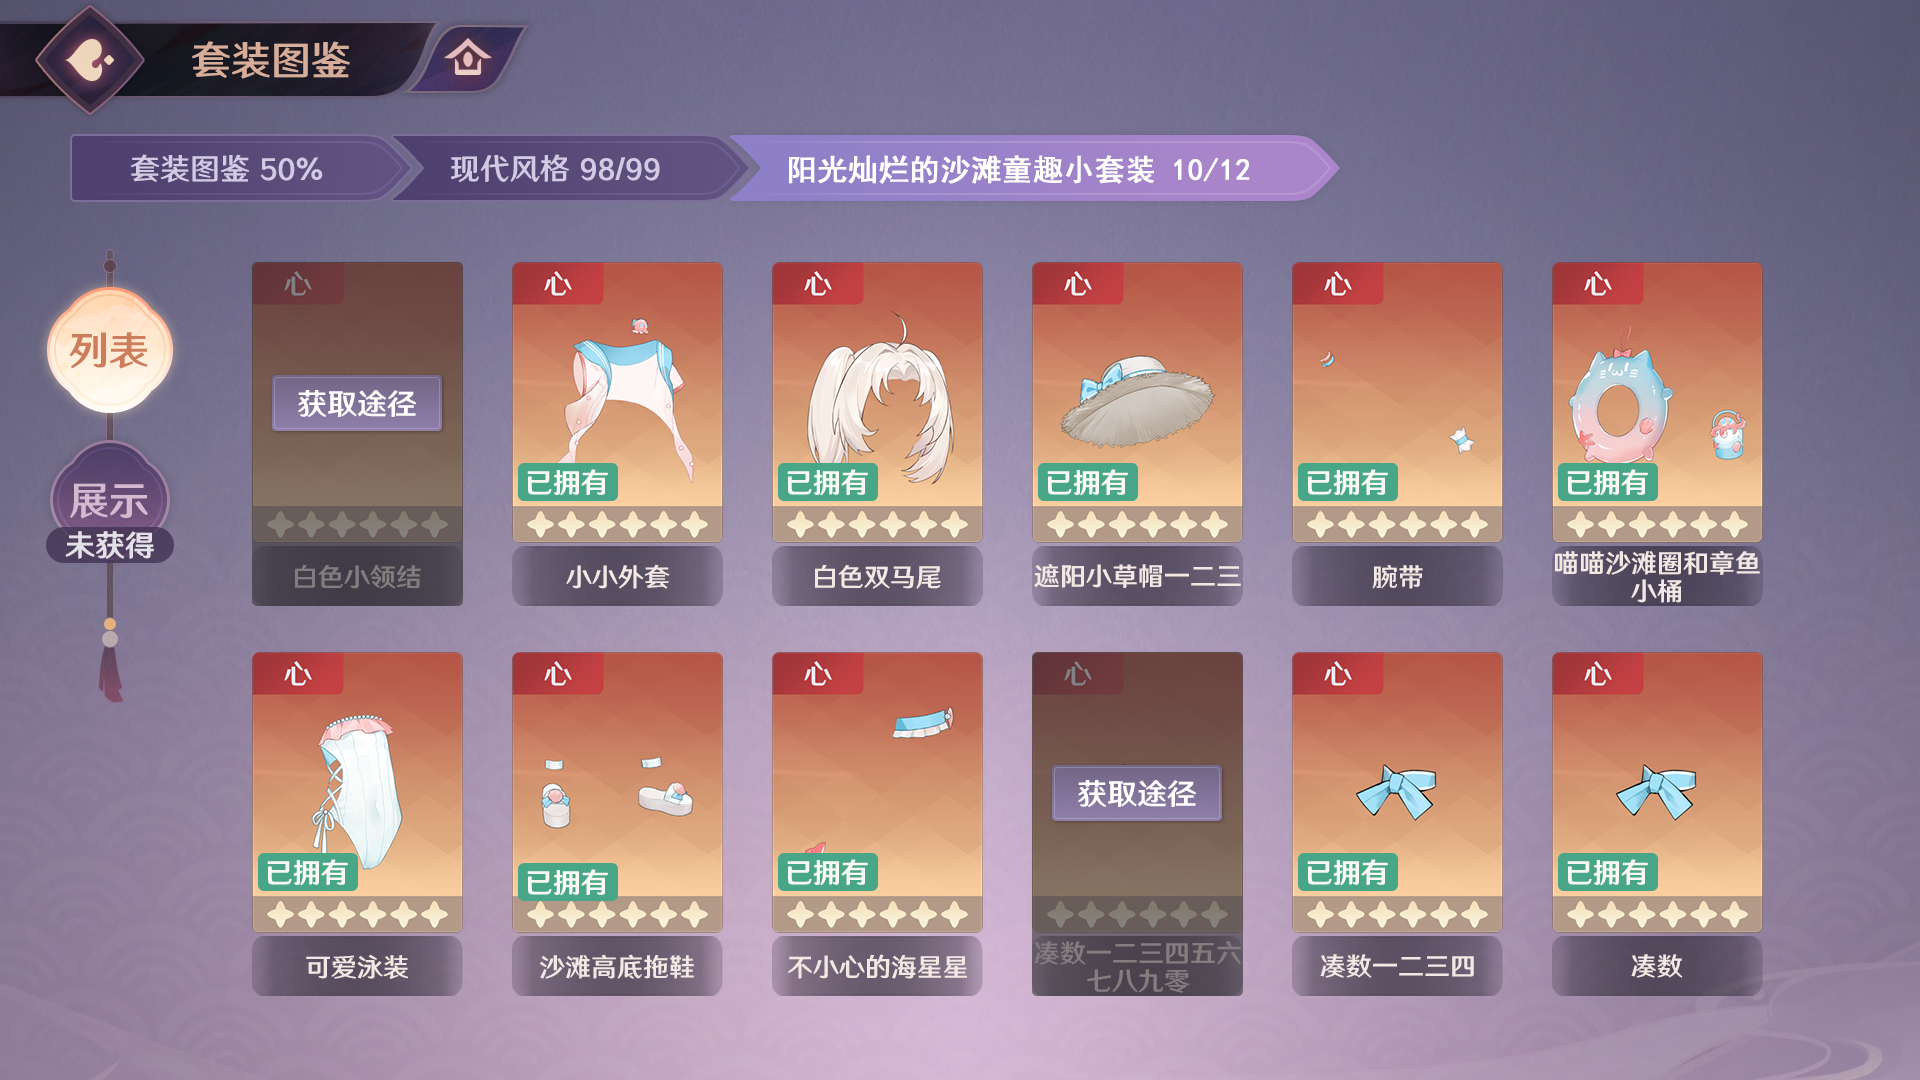 套装图鉴
套装图鉴 50%
现代风格 98/99
阳光灿烂的沙滩童趣小套装 10/12
列表
展示
未获得
心
获取途径
白色小领结
心
已拥有
小小外套
心
已拥有
白色双马尾
心
已拥有
遮阳小草帽一二三
心
已拥有
腕带
心
已拥有
喵喵沙滩圈和章鱼
小桶
心
已拥有
可爱泳装
心
已拥有
沙滩高底拖鞋
心
已拥有
不小心的海星星
心
获取途径
凑数一二三四五六
七八九零
心
已拥有
凑数一二三四
心
已拥有
凑数